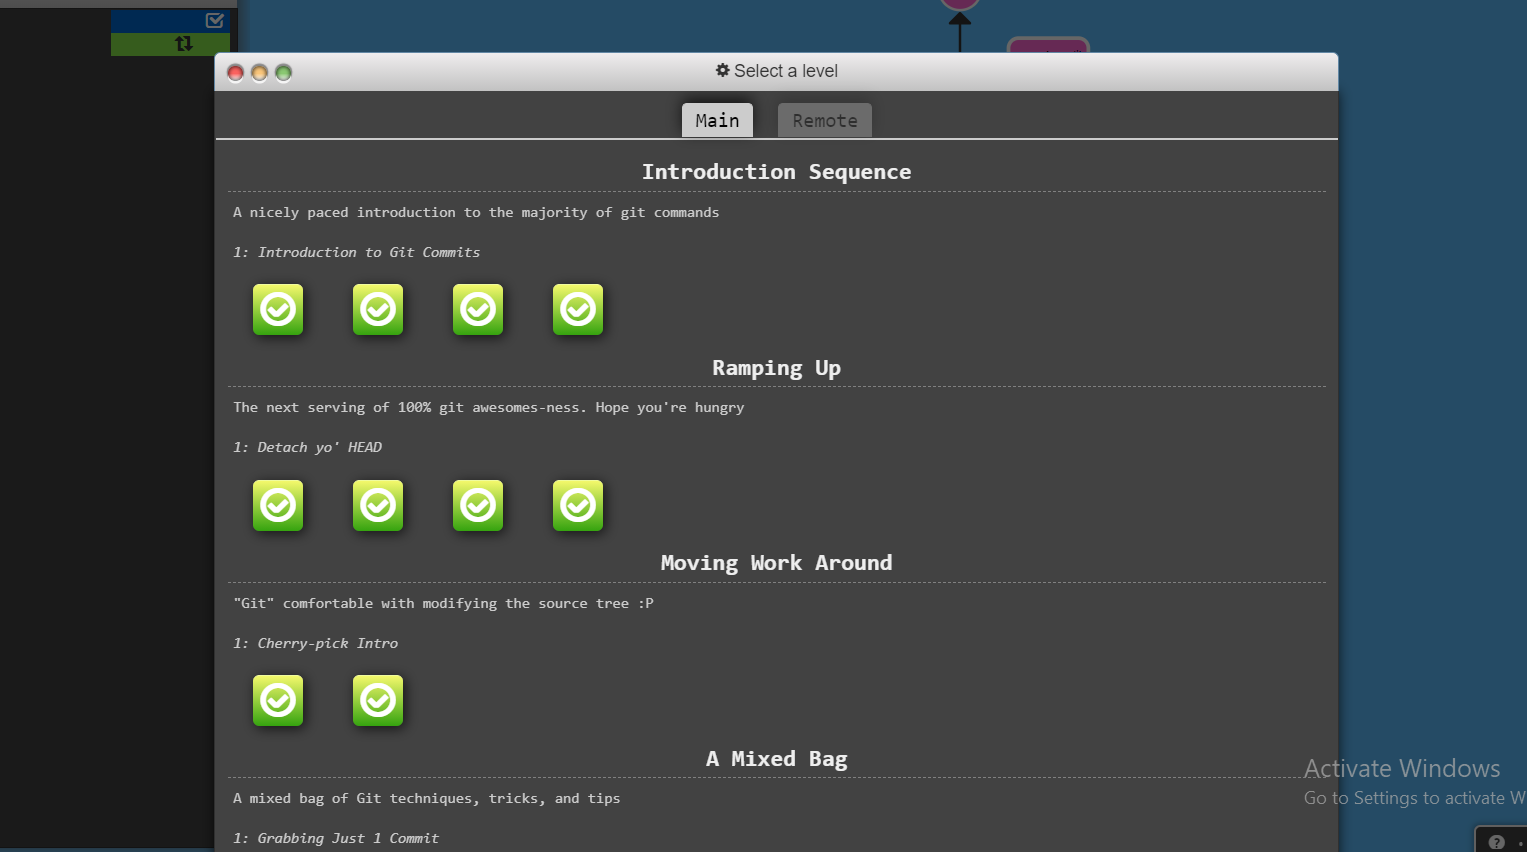 Select a level
Main
Remote
Introduction Sequence
A nicely paced introduction to the majority of git commands
1: Introduction to Git Commits
Ramping Up
The next serving of 100% git awesomes-ness. Hope you're hungry
1: Detach yo' HEAD
Moving Work Around
"Git" comfortable with modifying the source tree :P
1: Cherry-pick Intro
A Mixed Bag
A mixed bag of Git techniques, tricks, and tips
1: Grabbing Just 1 Commit
Activate Windows
Go to Settings to activate W